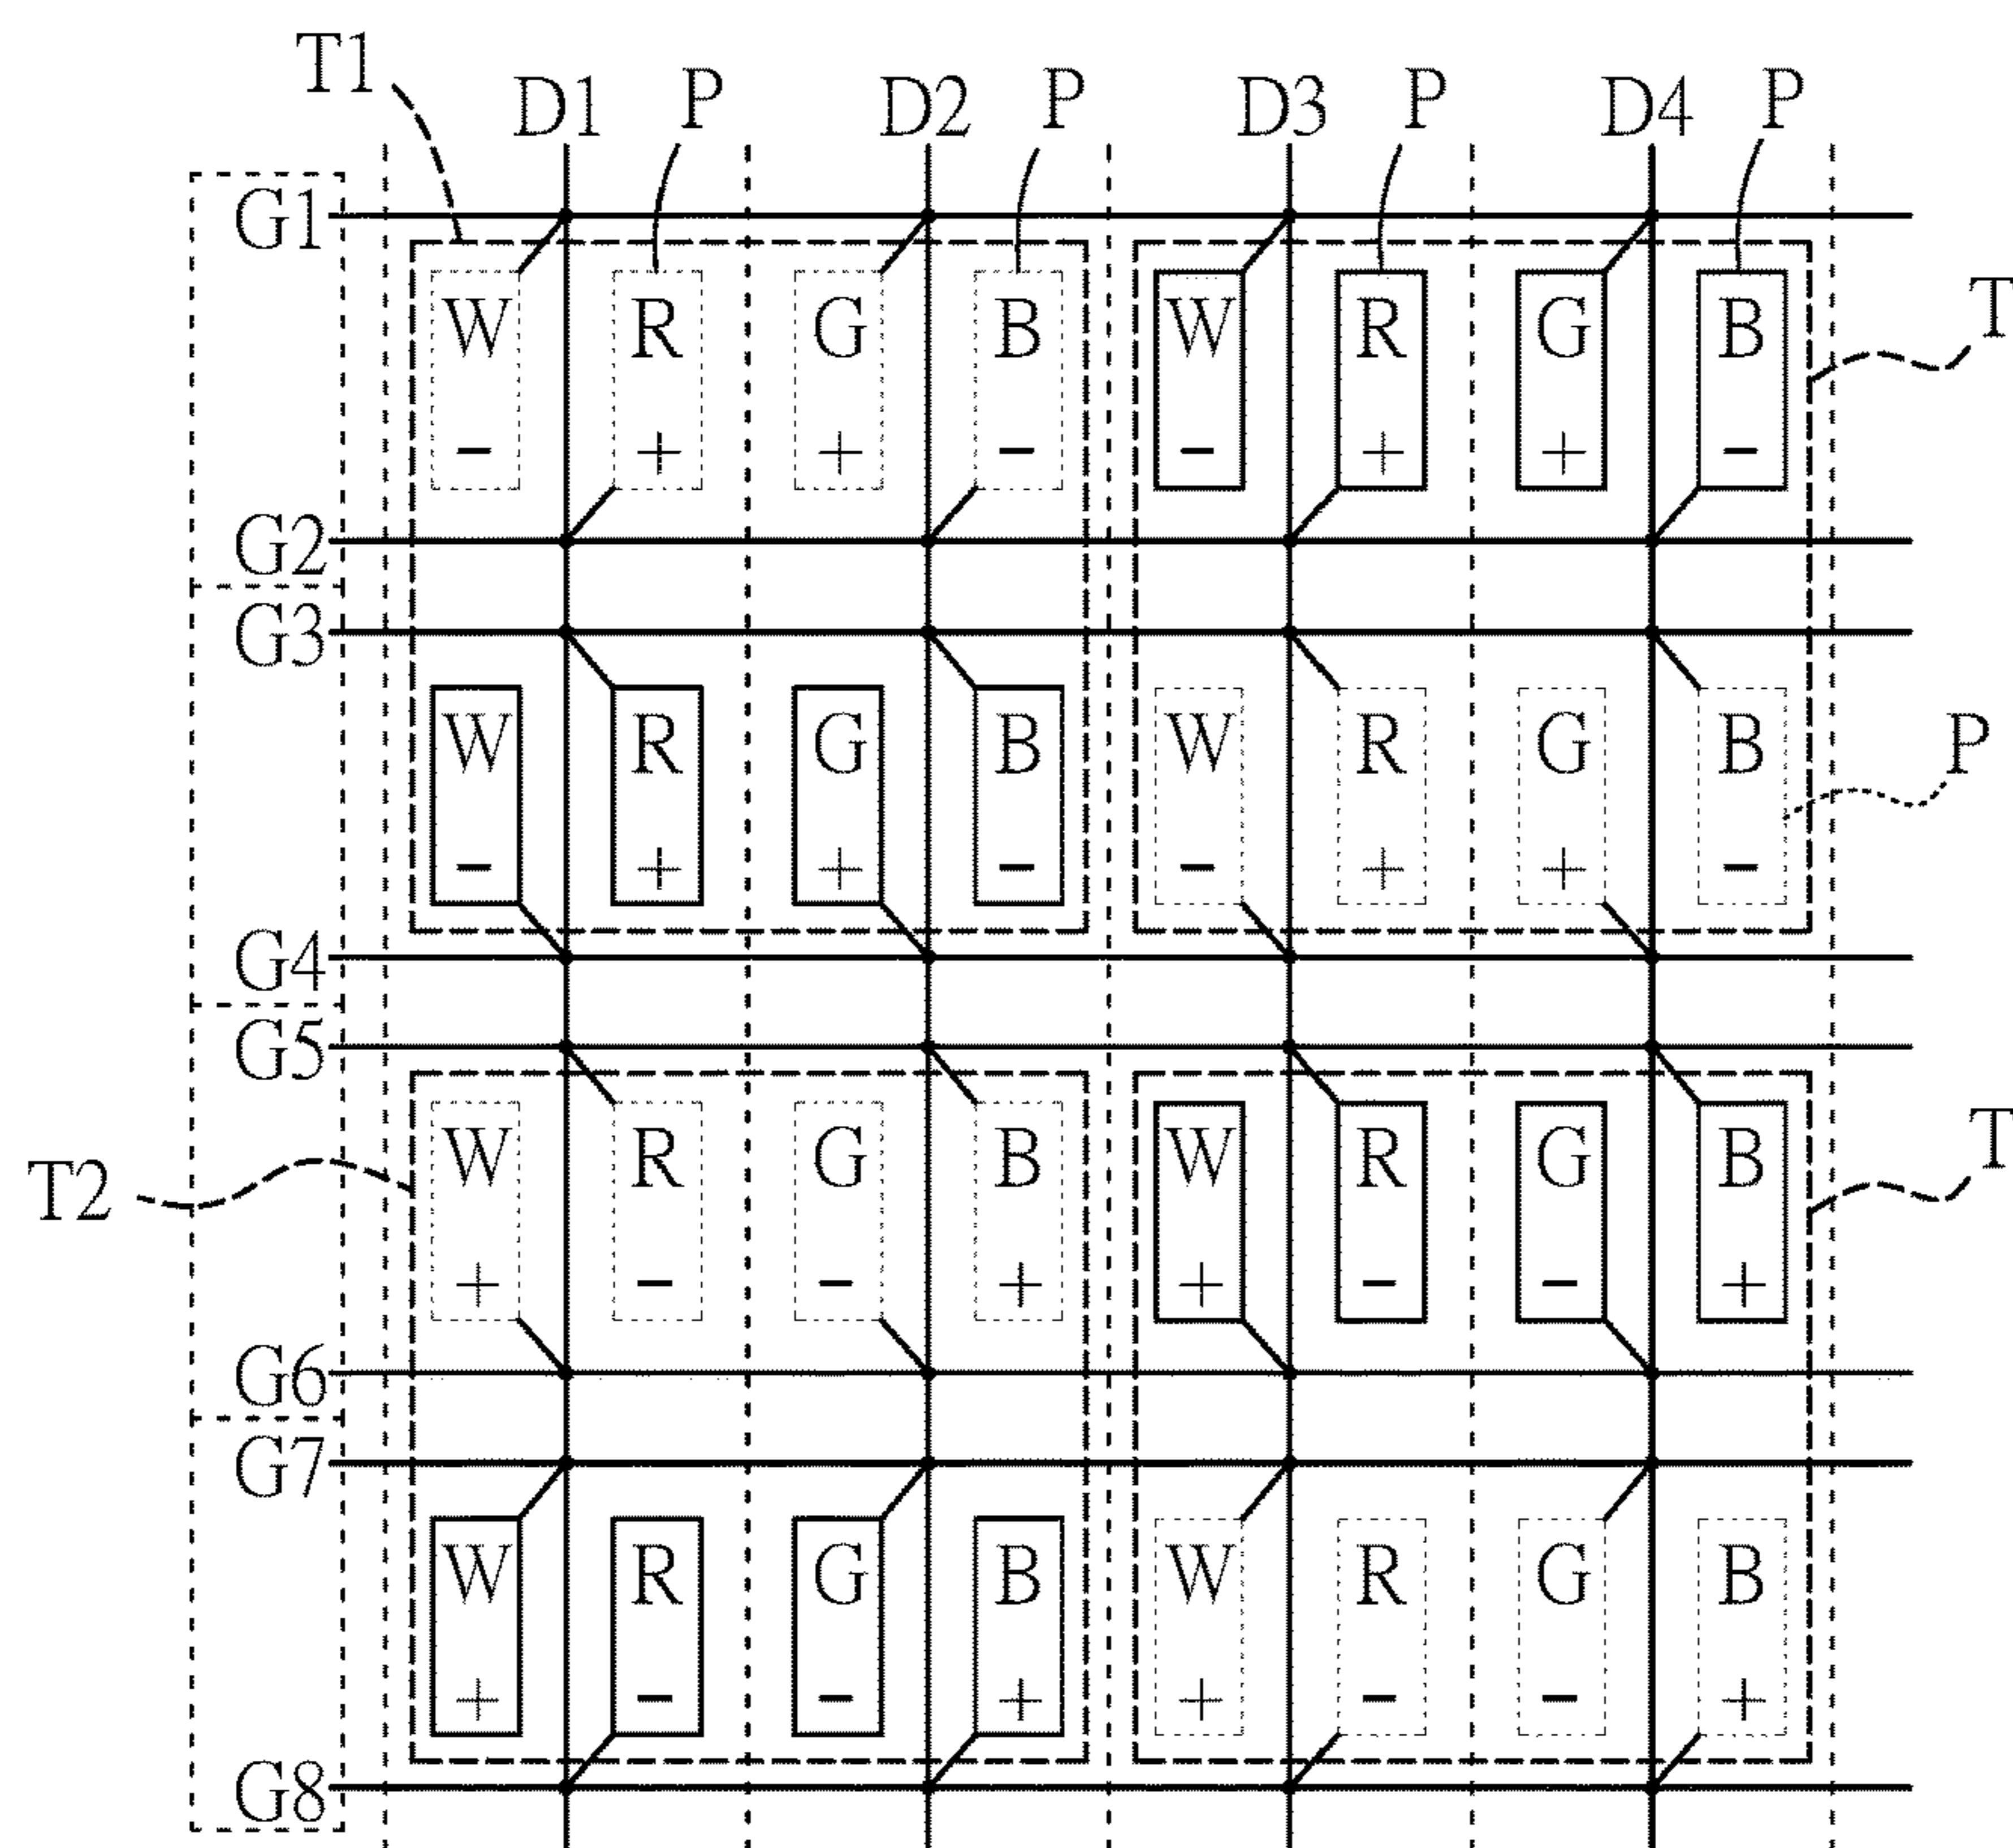 T1 D1 P D2 P D3 P D4 P
G1
W R G B W R G B T
- + + - - + + -
G2
G3
W R G B W R G B P
- + + - - + + -
G4
G5
T2 W R G B W R G B T
+ - - + + - - +
G6
G7
W R G B W R G B
+ - - + + - - +
G8